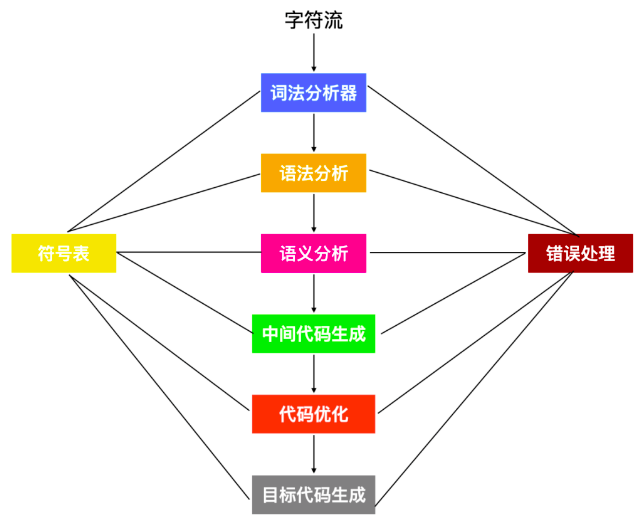 字符流
词法分析器
语法分析
符号表
语义分析
错误处理
中间代码生成
代码优化
目标代码生成